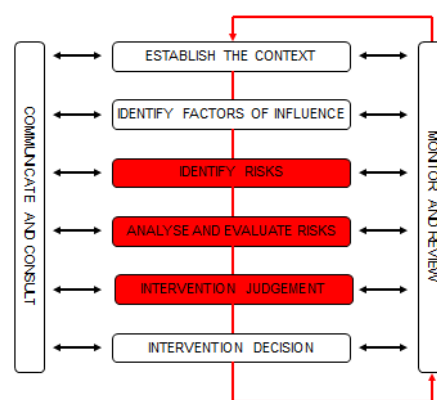 ESTABLISH THE CONTEXT
IDENTIFY FACTORS OF INFLUENCE
IDENTIFY RISKS
ANALYSE AND EVALUATE RISKS
INTERVENTION JUDGEMENT
INTERVENTION DECISION
COMMUNICATE AND CONSULT
MONITOR AND REVIEW